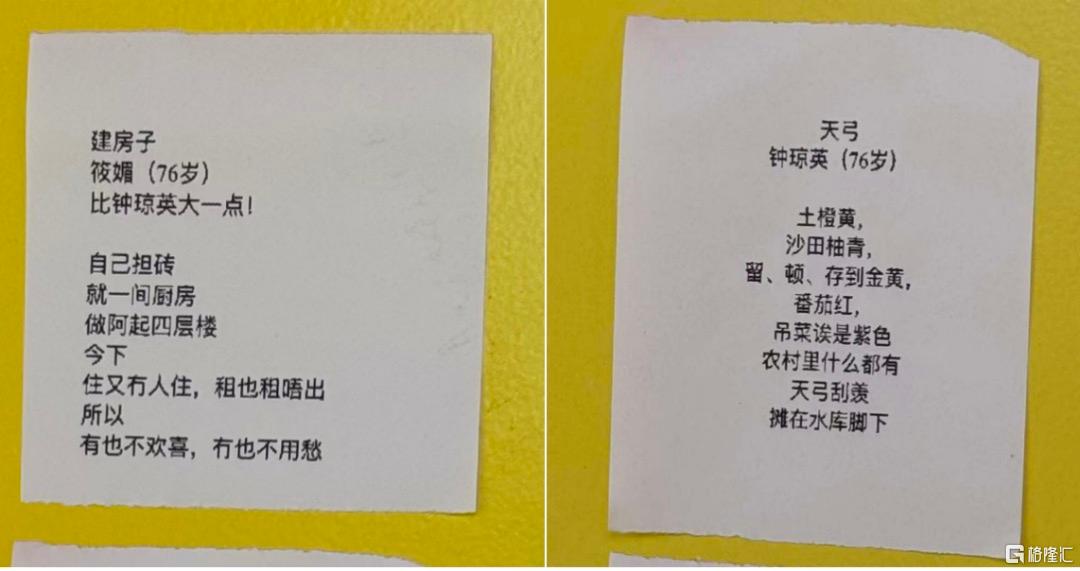 建房子
筱媚（76岁）
比钟琼英大一点！
自己担砖
就一间厨房
做阿起四层楼
今下
住又冇人住，租也租唔出
所以
有也不欢喜，冇也不用愁
天弓
钟琼英（76岁）
土橙黄，
沙田柚青，
留、顿、存到金黄，
番茄红，
吊菜诶是紫色
农村里什么都有
天弓刮羡
摊在水库脚下
格隆汇